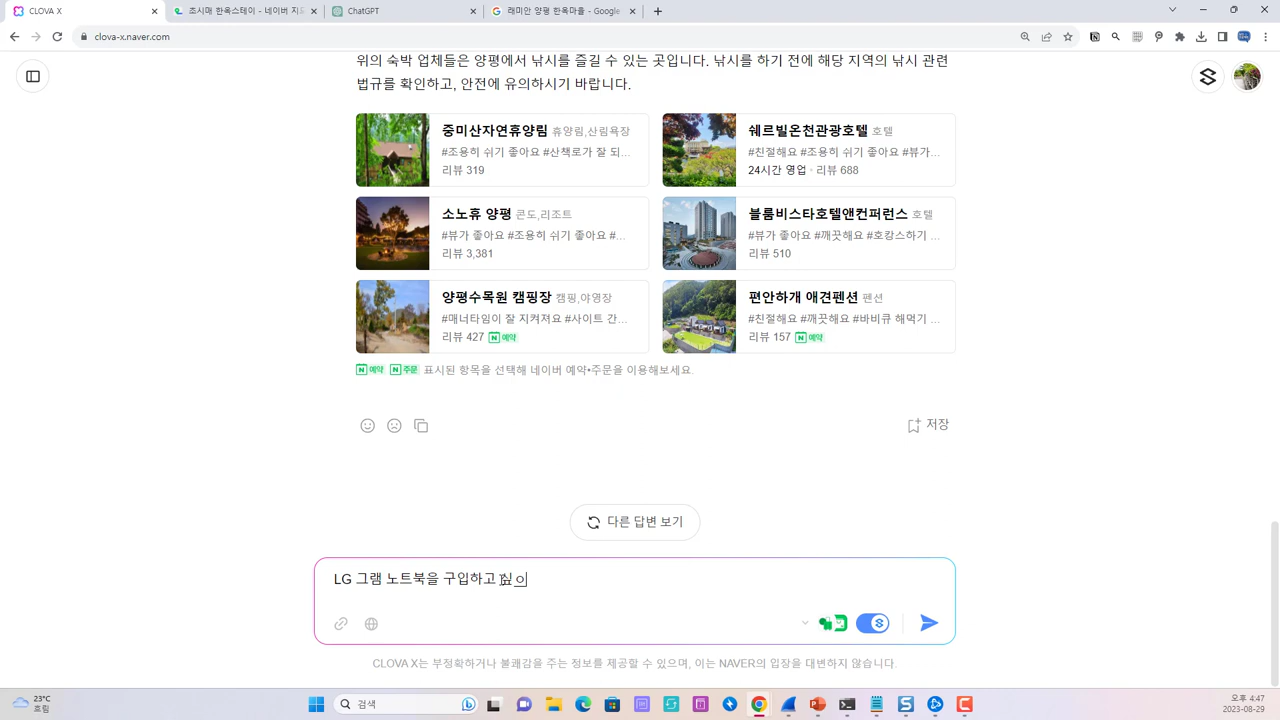 CLOVA X
조시매 한옥스테이 - 네이버 지도
ChatGPT
래미안 양평 한옥마을 - Google
clova-x.naver.com
위의 숙박 업체들은 양평에서 낚시를 즐길 수 있는 곳입니다. 낚시를 하기 전에 해당 지역의 낚시 관련
법규를 확인하고, 안전에 유의하시기 바랍니다.
중미산자연휴양림 휴양림,산림욕장
#조용히 쉬기 좋아요 #산책로가 잘 되...
리뷰 319
쉐르빌온천관광호텔 호텔
#친절해요 #조용히 쉬기 좋아요 #뷰가...
24시간 영업 · 리뷰 688
소노휴 양평 콘도,리조트
#뷰가 좋아요 #조용히 쉬기 좋아요 #...
리뷰 3,381
블룸비스타호텔앤컨퍼런스 호텔
#뷰가 좋아요 #깨끗해요 #호캉스하기 ...
리뷰 510
양평수목원 캠핑장 캠핑,야영장
#매너타임이 잘 지켜져요 #사이트 간...
리뷰 427 N 예약
편안하개 애견펜션 펜션
#친절해요 #깨끗해요 #바비큐 해먹기 ...
리뷰 157 N 예약
N 예약 N 주문 표시된 항목을 선택해 네이버 예약•주문을 이용해보세요.
저장
다른 답변 보기
LG 그램 노트북을 구입하고 싶이
CLOVA X는 부정확하거나 불쾌감을 주는 정보를 제공할 수 있으며, 이는 NAVER의 입장을 대변하지 않습니다.
23°C
흐림
검색
오후 4:47
2023-08-29